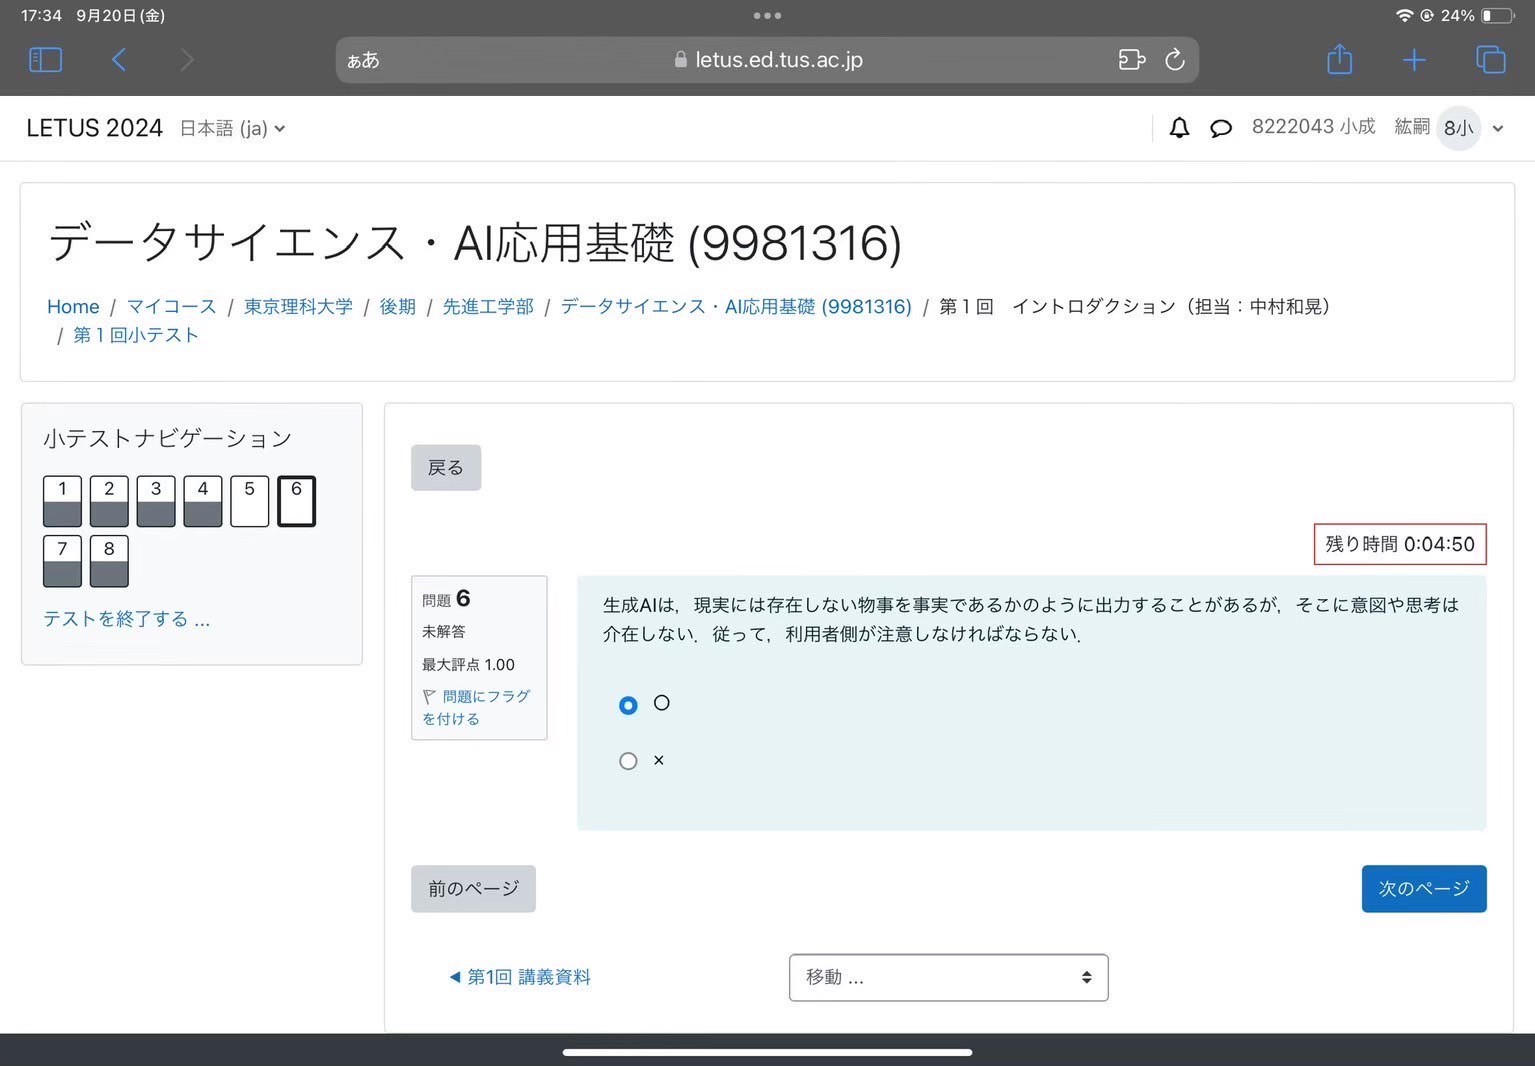 17:34 9月20日(金)
24%
ぁあ
letus.ed.tus.ac.jp
LETUS 2024 日本語 (ja)
8222043 小成 紘嗣 8小
データサイエンス・AI応用基礎 (9981316)
Home / マイコース / 東京理科大学 / 後期 / 先進工学部 / データサイエンス・AI応用基礎 (9981316) / 第1回 イントロダクション（担当：中村和晃）
/ 第1回小テスト
小テストナビゲーション
1 2 3 4 5 6
7 8
テストを終了する ...
戻る
残り時間 0:04:50
問題 6
未解答
最大評点 1.00
問題にフラグ
を付ける
生成AIは，現実には存在しない物事を事実であるかのように出力することがあるが，そこに意図や思考は
介在しない．従って，利用者側が注意しなければならない．
○
×
前のページ
次のページ
◀ 第1回 講義資料
移動 ...